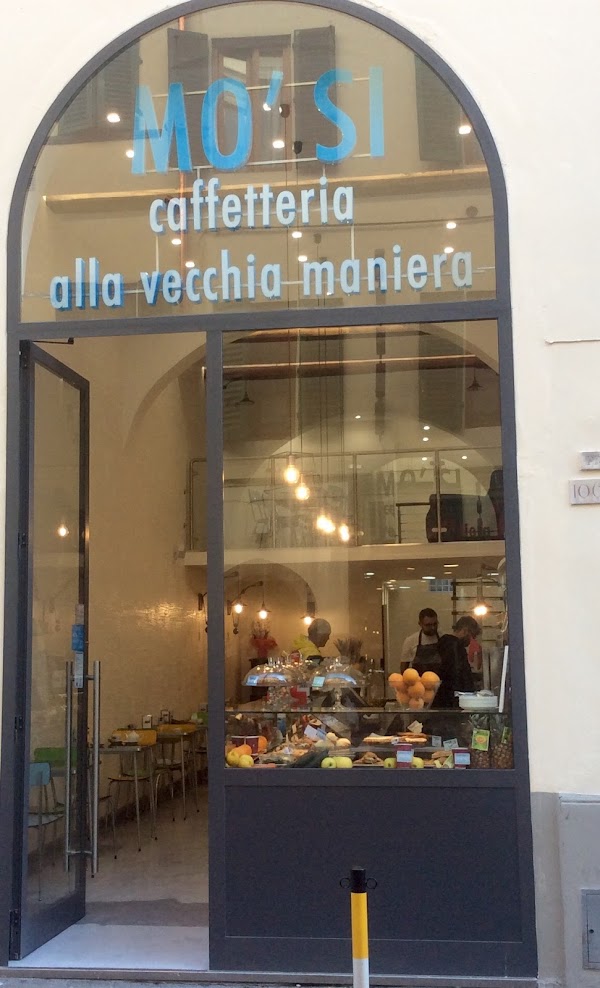 MO' SI
caffetteria
alla vecchia maniera